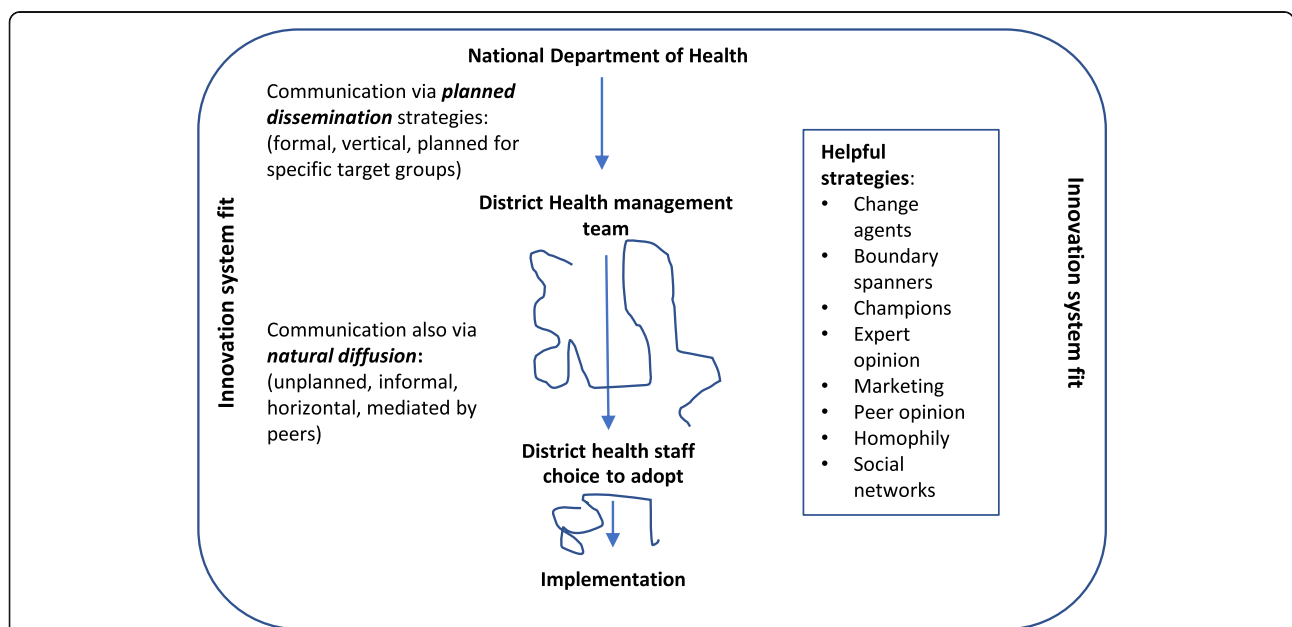 National Department of Health
Communication via planned
dissemination strategies:
(formal, vertical, planned for
specific target groups)
District Health management
team
Innovation system fit
Communication also via
natural diffusion:
(unplanned, informal,
horizontal, mediated by
peers)
District health staff
choice to adopt
Implementation
Helpful
strategies:
• Change
agents
• Boundary
spanners
• Champions
• Expert
opinion
• Marketing
• Peer opinion
• Homophily
• Social
networks
Innovation system fit